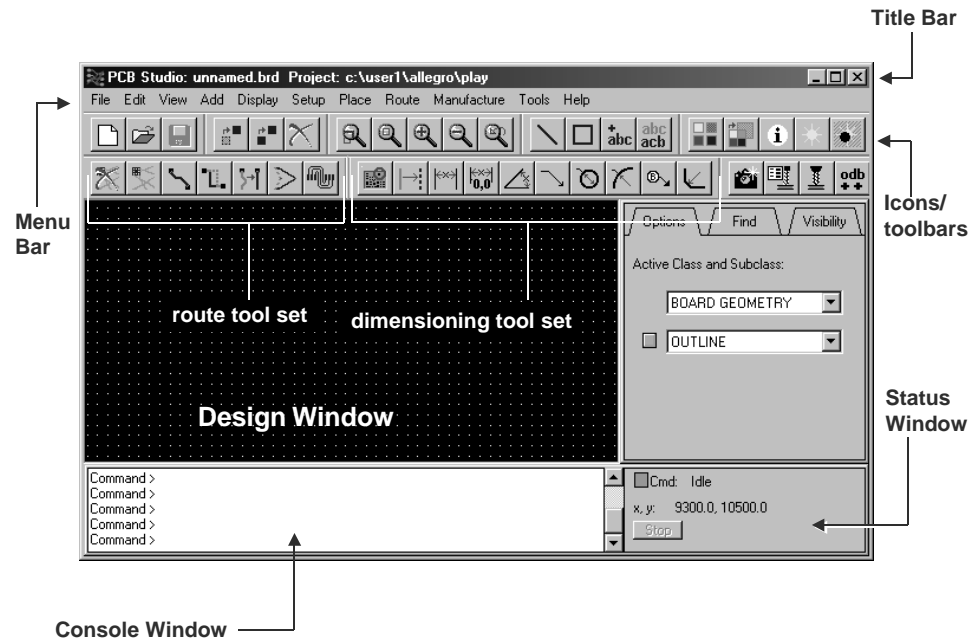 Title Bar
PCB Studio: unnamed.brd Project: c:\user1\allegro\play
File Edit View Add Display Setup Place Route Manufacture Tools Help
abc
abc
acb
i
0,0
odb
Menu
Bar
Icons/
toolbars
Options Find Visibility
Active Class and Subclass:
BOARD GEOMETRY
OUTLINE
route tool set
dimensioning tool set
Design Window
Status
Window
Command >
Command >
Command >
Command >
Command >
Cmd: Idle
x, y: 9300.0, 10500.0
Stop
Console Window